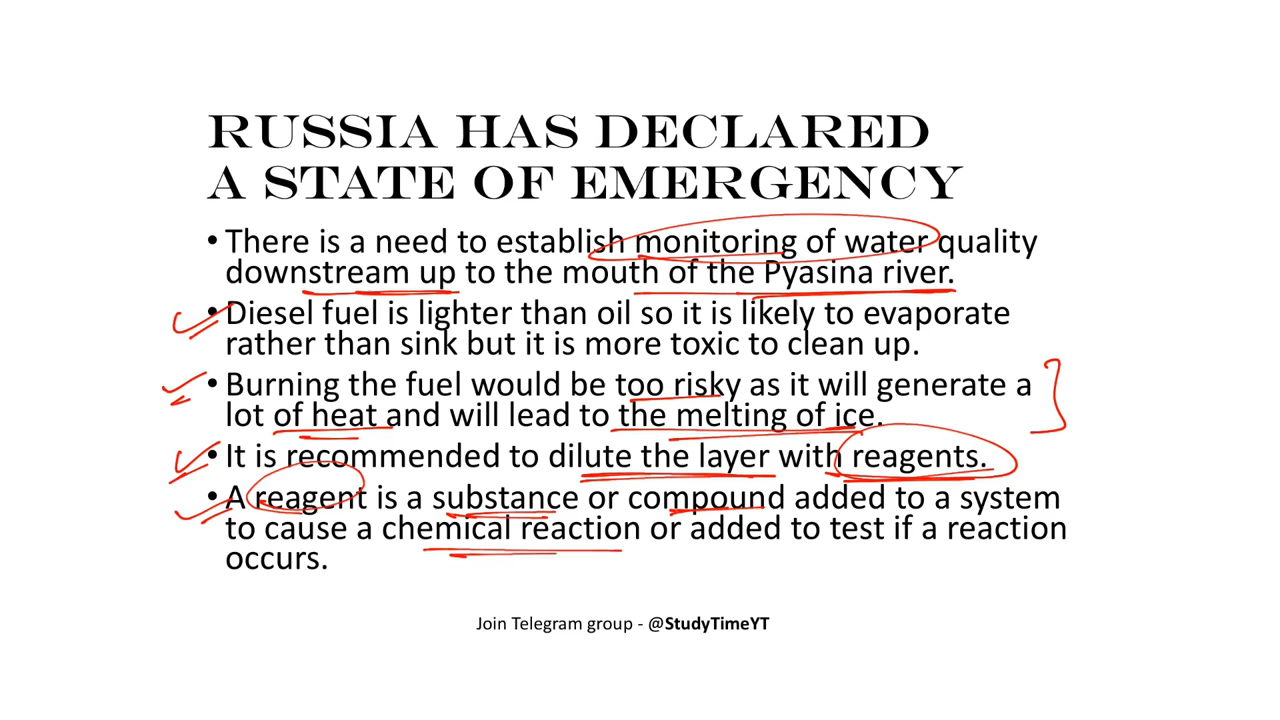 RUSSIA HAS DECLARED
A STATE OF EMERGENCY
• There is a need to establish monitoring of water quality
downstream up to the mouth of the Pyasina river.
• Diesel fuel is lighter than oil so it is likely to evaporate
rather than sink but it is more toxic to clean up.
• Burning the fuel would be too risky as it will generate a
lot of heat and will lead to the melting of ice.
• It is recommended to dilute the layer with reagents.
• A reagent is a substance or compound added to a system
to cause a chemical reaction or added to test if a reaction
occurs.
Join Telegram group - @StudyTimeYT